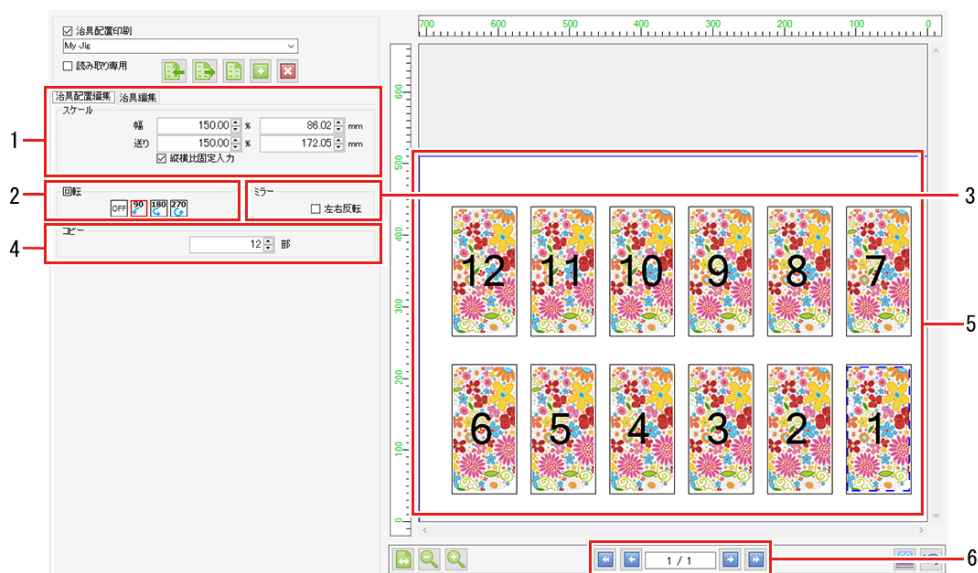 治具配置印刷
My Jig
読み取り専用
治具配置編集 治具編集
スケール
幅 150.00 % 86.02 mm
送り 150.00 % 172.05 mm
縦横比固定入力
回転
OFF 90 180 270
ミラー
左右反転
コピー
12 部
1
2
3
4
5
6
700 600 500 400 300 200 100 0
600
500
400
300
200
100
0
12 11 10 9 8 7
6 5 4 3 2 1
1 / 1